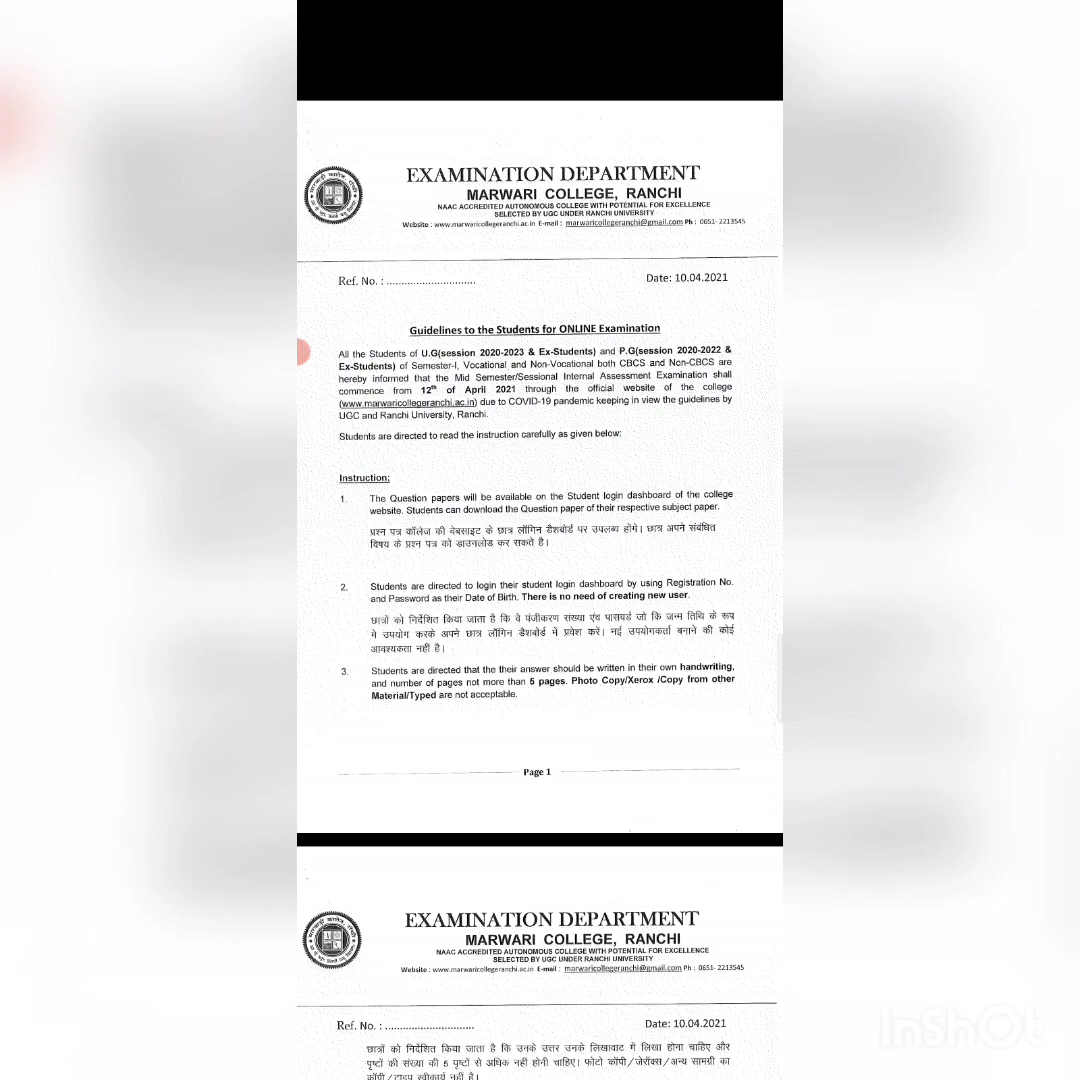 EXAMINATION DEPARTMENT
MARWARI COLLEGE, RANCHI
NAAC ACCREDITED AUTONOMOUS COLLEGE WITH POTENTIAL FOR EXCELLENCE
SELECTED BY UGC UNDER RANCHI UNIVERSITY
Website : www.marwaricollegeranchi.ac.in E-mail : marwaricollegeranchi@gmail.com Ph : 0651- 2213545
Ref. No. : ...............................
Date: 10.04.2021
Guidelines to the Students for ONLINE Examination
All the Students of U.G(session 2020-2023 & Ex-Students) and P.G(session 2020-2022 &
Ex-Students) of Semester-I, Vocational and Non-Vocational both CBCS and Non-CBCS are
hereby informed that the Mid Semester/Sessional Internal Assessment Examination shall
commence from 12th of April 2021 through the official website of the college
(www.marwaricollegeranchi.ac.in) due to COVID-19 pandemic keeping in view the guidelines by
UGC and Ranchi University, Ranchi.
Students are directed to read the instruction carefully as given below:
Instruction:
1. The Question papers will be available on the Student login dashboard of the college
website. Students can download the Question paper of their respective subject paper.
प्रश्न पत्र कॉलेज की वेबसाइट के छात्र लॉगिन डैशबोर्ड पर उपलब्ध होंगे। छात्र अपने संबंधित
विषय के प्रश्न पत्र को डाउनलोड कर सकते है।
2. Students are directed to login their student login dashboard by using Registration No.
and Password as their Date of Birth. There is no need of creating new user.
छात्रों को निर्देशित किया जाता है कि वे पंजीकरण संख्या एंव पासवर्ड जो कि जन्म तिथि के रूप
मे उपयोग करके अपने छात्र लॉगिन डैशबोर्ड में प्रवेश करें। नई उपयोगकर्ता बनाने की कोई
आवश्यकता नहीं है।
3. Students are directed that the their answer should be written in their own handwriting,
and number of pages not more than 5 pages. Photo Copy/Xerox /Copy from other
Material/Typed are not acceptable.
Page 1
EXAMINATION DEPARTMENT
MARWARI COLLEGE, RANCHI
NAAC ACCREDITED AUTONOMOUS COLLEGE WITH POTENTIAL FOR EXCELLENCE
SELECTED BY UGC UNDER RANCHI UNIVERSITY
Website : www.marwaricollegeranchi.ac.in E-mail : marwaricollegeranchi@gmail.com Ph : 0651- 2213545
Ref. No. : ...............................
Date: 10.04.2021
छात्रों को निर्देशित किया जाता है कि उनके उत्तर उनके लिखावाट में लिखा होना चाहिए और
पृष्टों की संख्या की 5 पृष्टों से अधिक नहीं होनी चाहिए। फोटो कॉपी/जेरॉक्स/अन्य सामग्री का
कॉपी/टाइप स्वीकार्य नहीं है।
InShOt